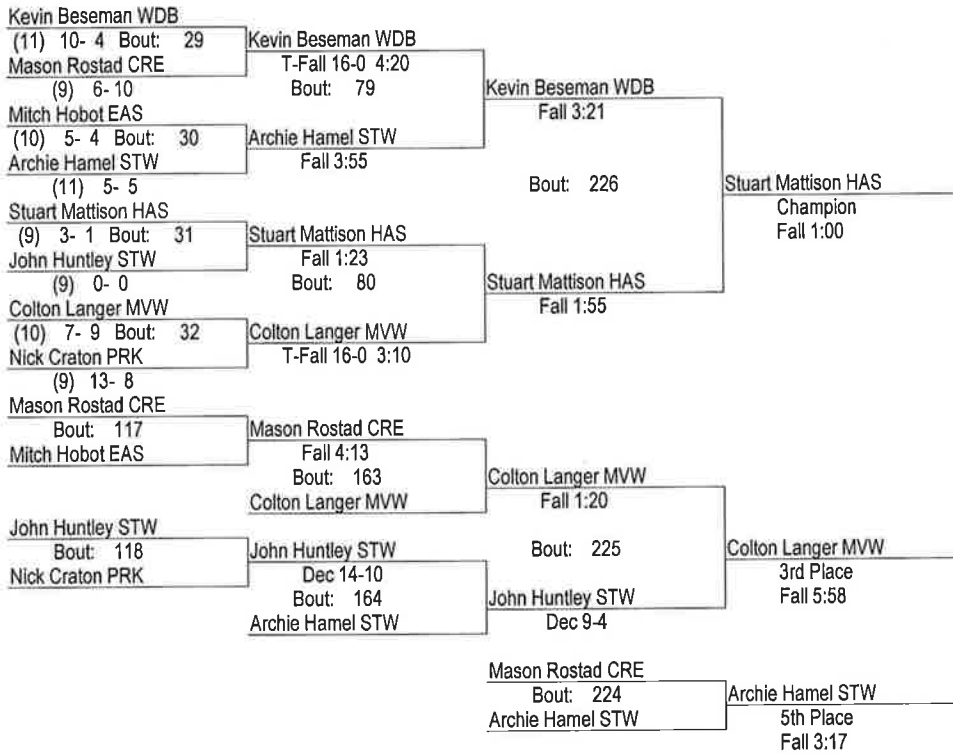 Kevin Beseman WDB
(11) 10- 4 Bout: 29
Mason Rostad CRE
(9) 6- 10
Mitch Hobot EAS
(10) 5- 4 Bout: 30
Archie Hamel STW
(11) 5- 5
Stuart Mattison HAS
(9) 3- 1 Bout: 31
John Huntley STW
(9) 0- 0
Colton Langer MVW
(10) 7- 9 Bout: 32
Nick Craton PRK
(9) 13- 8
Kevin Beseman WDB
T-Fall 16-0 4:20
Bout: 79
Archie Hamel STW
Fall 3:55
Stuart Mattison HAS
Fall 1:23
Bout: 80
Colton Langer MVW
T-Fall 16-0 3:10
Kevin Beseman WDB
Fall 3:21
Bout: 226
Stuart Mattison HAS
Fall 1:55
Stuart Mattison HAS
Champion
Fall 1:00
Mason Rostad CRE
Bout: 117
Mitch Hobot EAS
John Huntley STW
Bout: 118
Nick Craton PRK
Mason Rostad CRE
Fall 4:13
Bout: 163
Colton Langer MVW
John Huntley STW
Dec 14-10
Bout: 164
Archie Hamel STW
Colton Langer MVW
Fall 1:20
Bout: 225
John Huntley STW
Dec 9-4
Colton Langer MVW
3rd Place
Fall 5:58
Mason Rostad CRE
Bout: 224
Archie Hamel STW
Archie Hamel STW
5th Place
Fall 3:17